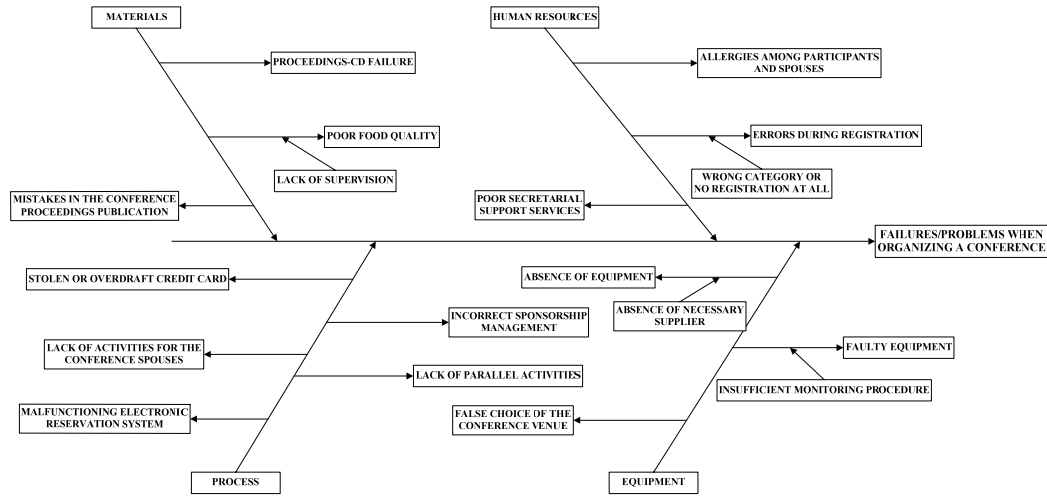 MATERIALS
HUMAN RESOURCES
PROCEEDINGS-CD FAILURE
ALLERGIES AMONG PARTICIPANTS
AND SPOUSES
POOR FOOD QUALITY
ERRORS DURING REGISTRATION
LACK OF SUPERVISION
WRONG CATEGORY OR
NO REGISTRATION AT ALL
MISTAKES IN THE CONFERENCE
PROCEEDINGS PUBLICATION
POOR SECRETARIAL
SUPPORT SERVICES
FAILURES/PROBLEMS WHEN
ORGANIZING A CONFERENCE
STOLEN OR OVERDRAFT CREDIT CARD
ABSENCE OF EQUIPMENT
INCORRECT SPONSORSHIP
MANAGEMENT
ABSENCE OF NECESSARY
SUPPLIER
LACK OF ACTIVITIES FOR THE
CONFERENCE SPOUSES
FAULTY EQUIPMENT
LACK OF PARALLEL ACTIVITIES
INSUFFICIENT MONITORING PROCEDURE
MALFUNCTIONING ELECTRONIC
RESERVATION SYSTEM
FALSE CHOICE OF THE
CONFERENCE VENUE
PROCESS
EQUIPMENT